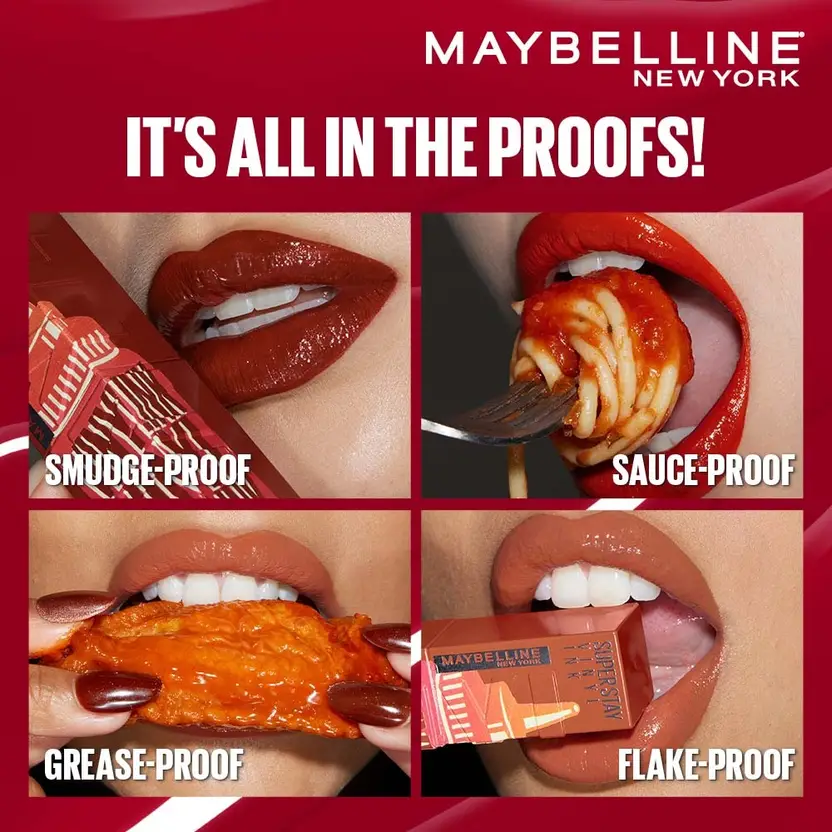 MAYBELLINE
NEW YORK
IT'S ALL IN THE PROOFS!
SMUDGE-PROOF
SAUCE-PROOF
GREASE-PROOF
MAYBELLINE
NEW YORK
SUPERSTAY
VINYL
INK
FLAKE-PROOF